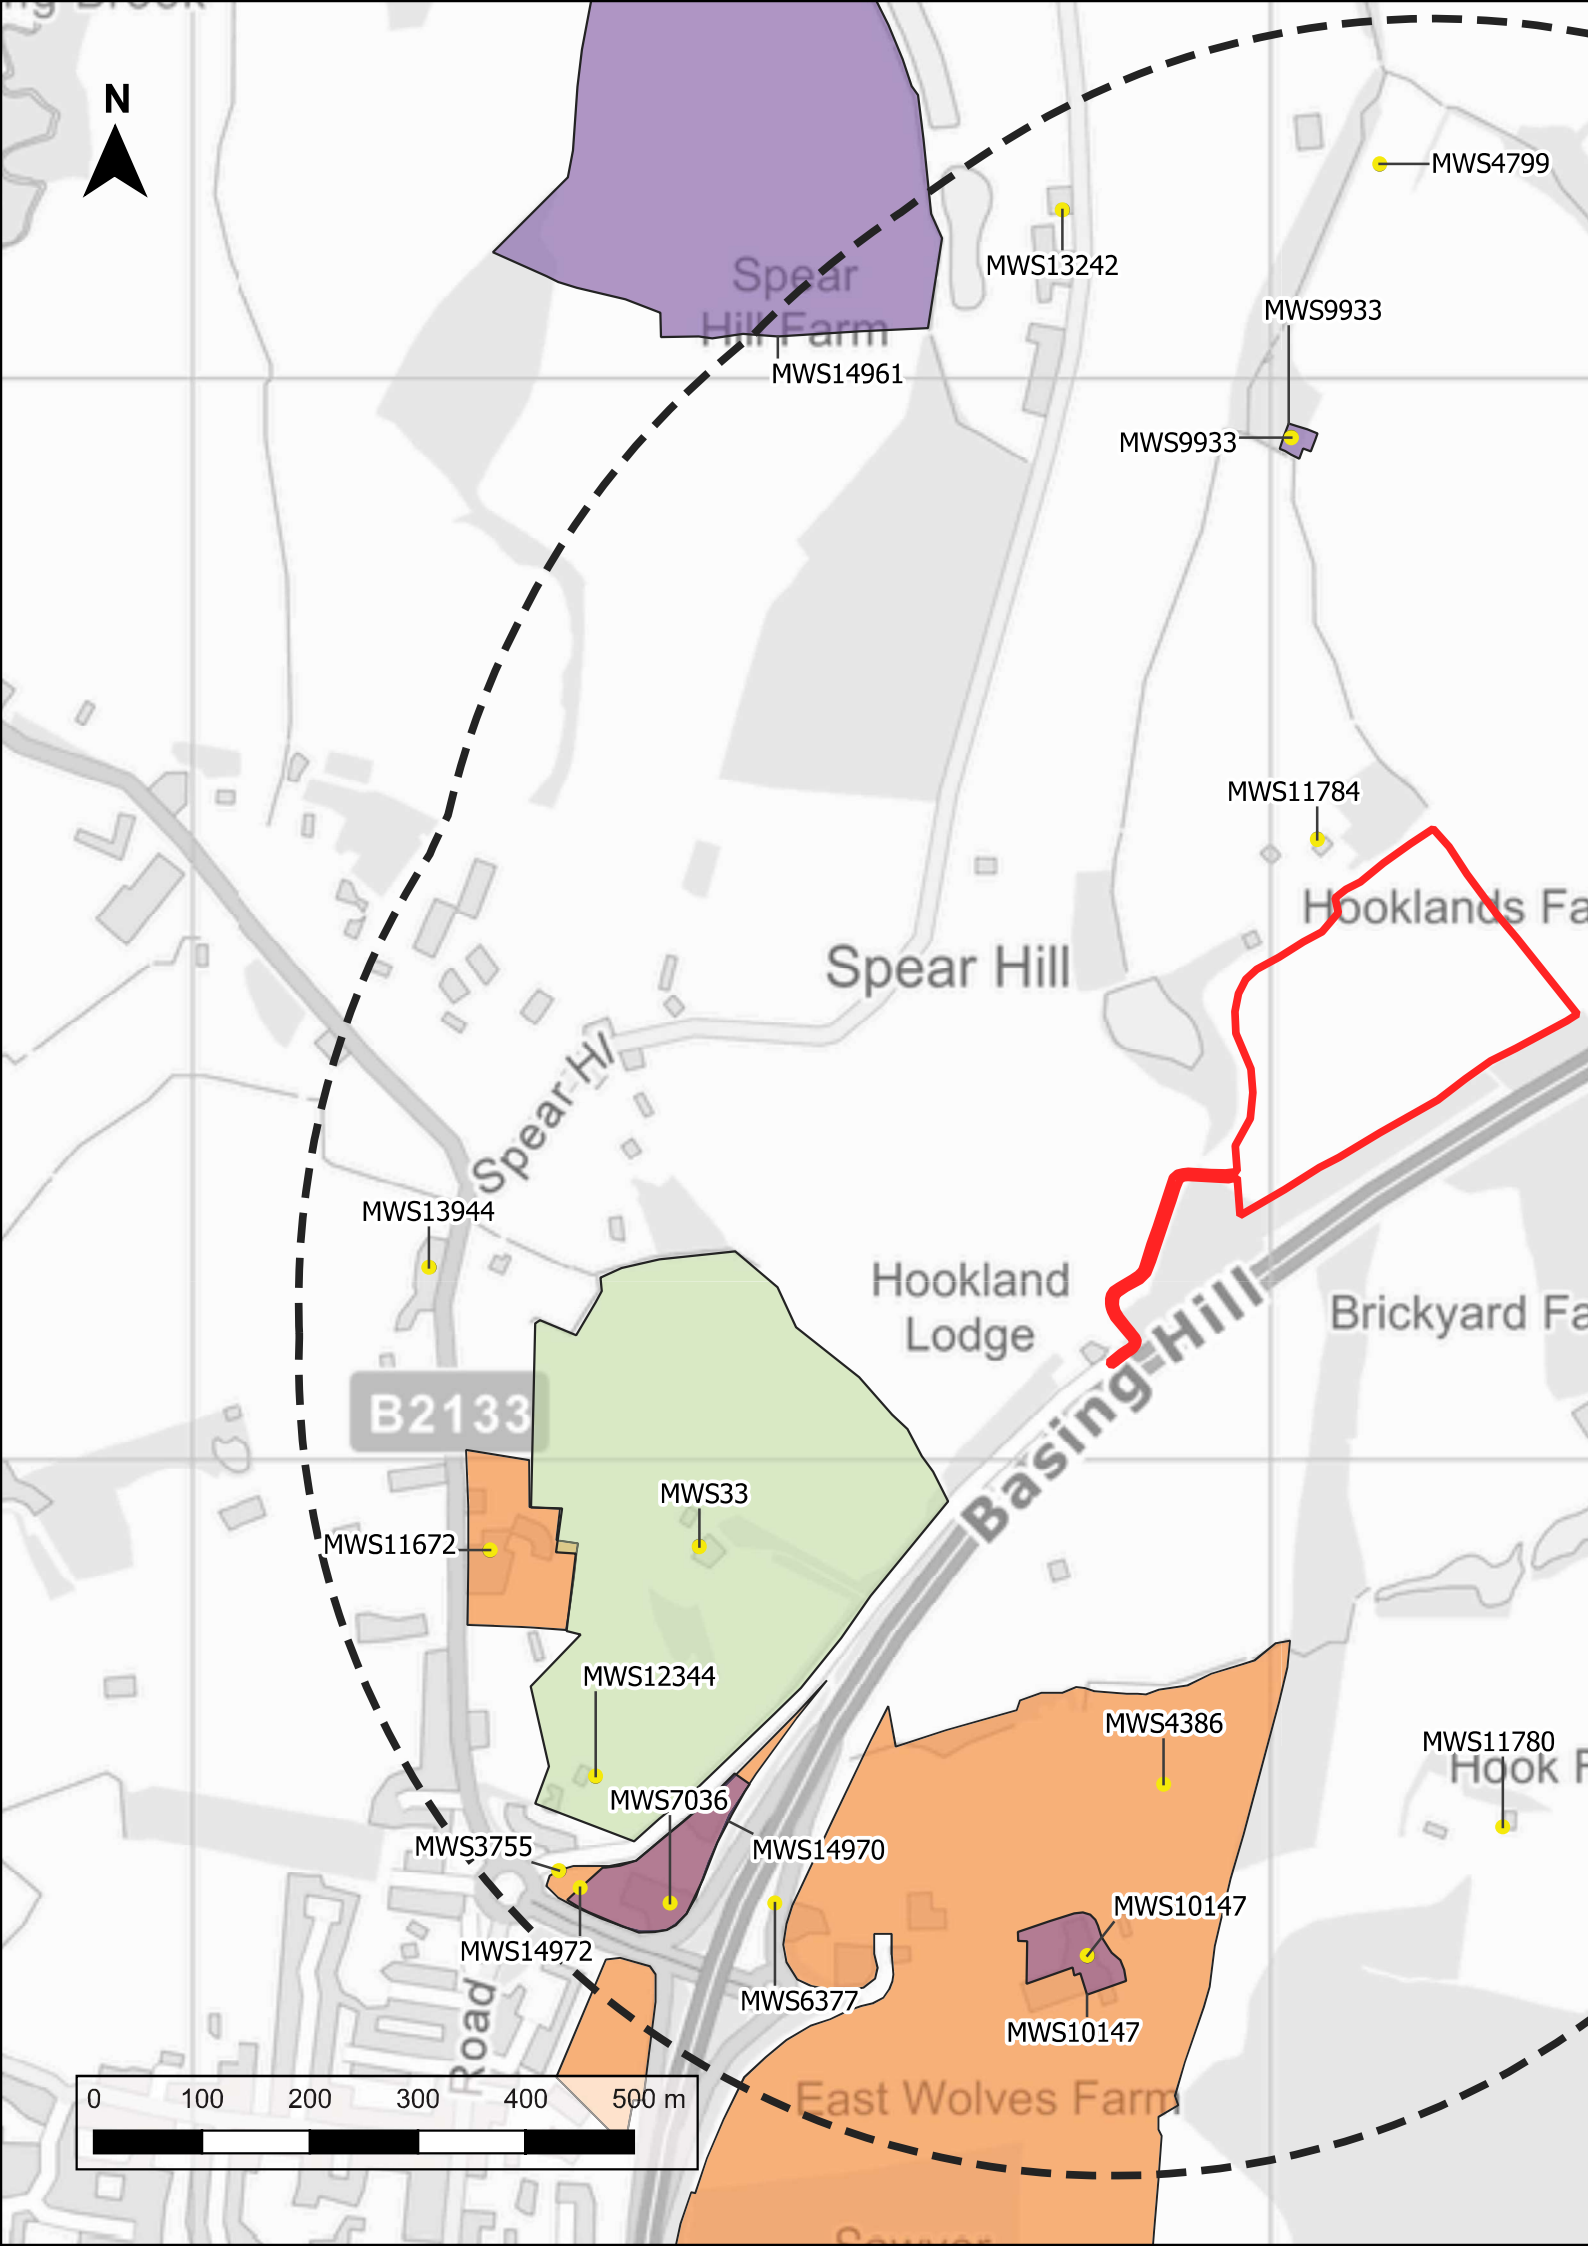 N
MWS4799
MWS13242
Spear
Hill Farm
MWS14961
MWS9933
MWS9933
MWS11784
Hooklands Fa
Spear Hill
Spear Hi
MWS13944
Hookland
Lodge
Basing Hill
Brickyard Fa
B2133
MWS33
MWS11672
MWS12344
MWS4386
MWS11780
Hook F
MWS7036
MWS3755
MWS14970
MWS10147
MWS14972
MWS6377
MWS10147
Road
East Wolves Farm
0 100 200 300 400 500 m
Sawyer